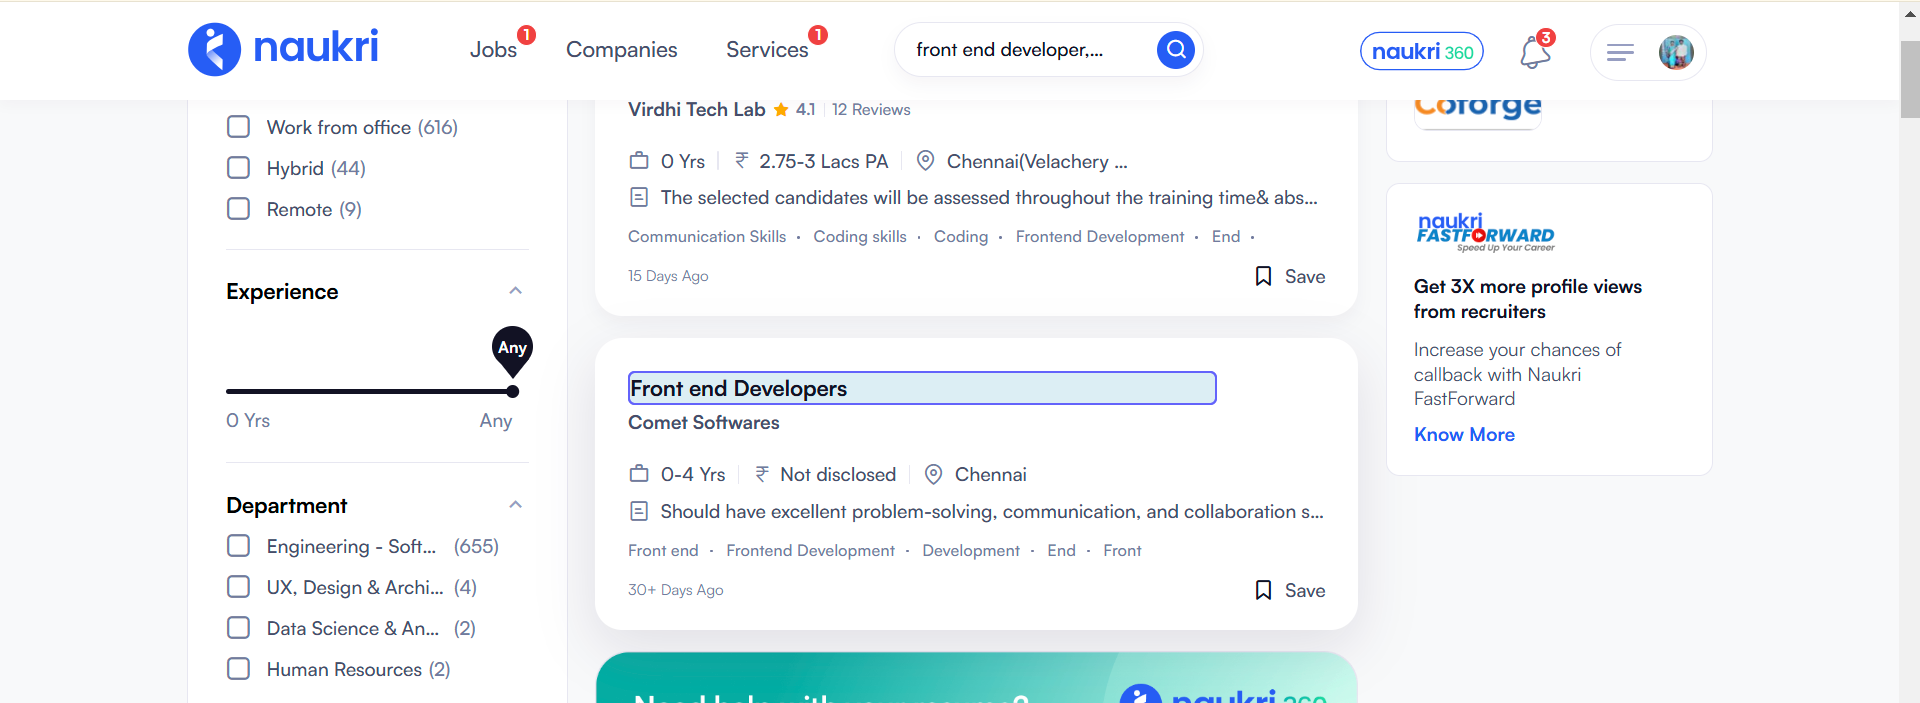 naukri
Jobs 1
Companies
Services 1
front end developer,...
naukri 360
3
Work from office (616)
Hybrid (44)
Remote (9)
Experience
Any
0 Yrs Any
Department
Engineering - Soft... (655)
UX, Design & Archi... (4)
Data Science & An... (2)
Human Resources (2)
Virdhi Tech Lab 4.1 12 Reviews
0 Yrs ₹ 2.75-3 Lacs PA Chennai(Velachery ...
The selected candidates will be assessed throughout the training time& abs...
Communication Skills · Coding skills · Coding · Frontend Development · End ·
15 Days Ago Save
Front end Developers
Comet Softwares
0-4 Yrs ₹ Not disclosed Chennai
Should have excellent problem-solving, communication, and collaboration s...
Front end · Frontend Development · Development · End · Front
30+ Days Ago Save
Need help with your resume?
naukri 360
Coforge
naukri
FASTFORWARD
Speed Up Your Career
Get 3X more profile views
from recruiters
Increase your chances of
callback with Naukri
FastForward
Know More